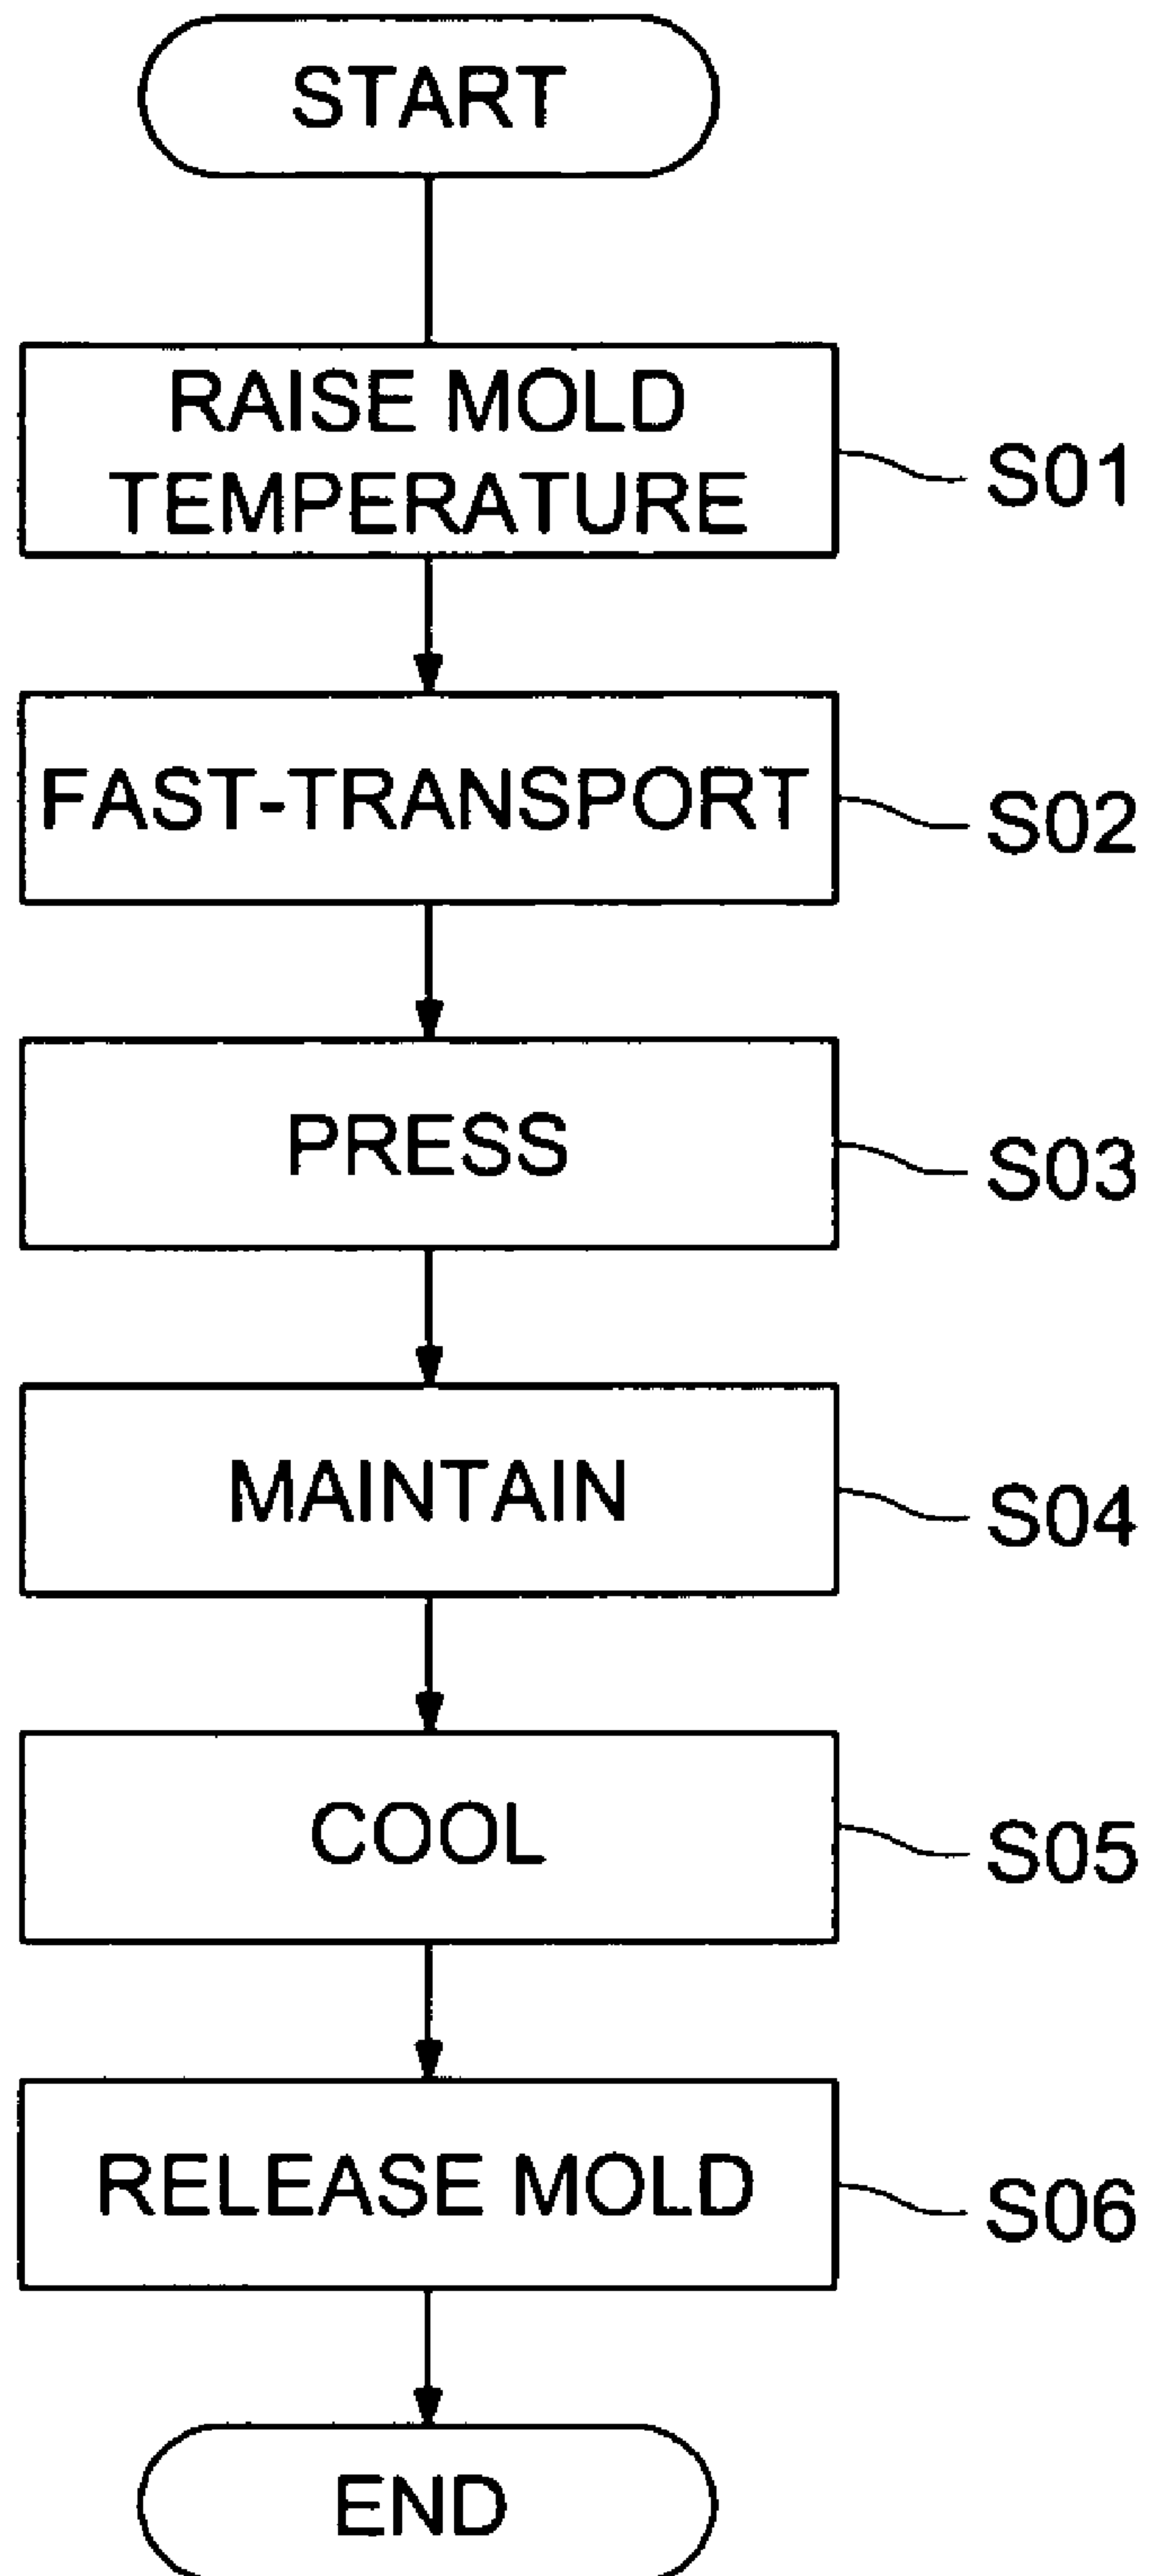 START
RAISE MOLD
TEMPERATURE
S01
FAST-TRANSPORT
S02
PRESS
S03
MAINTAIN
S04
COOL
S05
RELEASE MOLD
S06
END